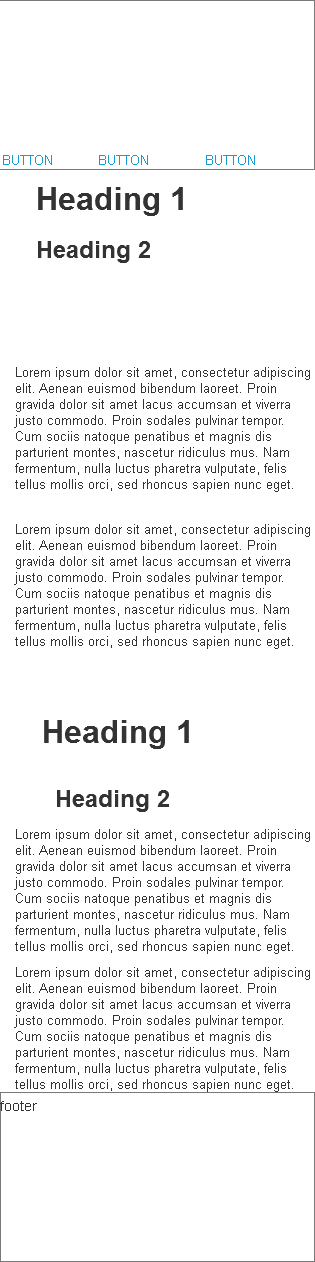 BUTTON BUTTON BUTTON
Heading 1
Heading 2
Lorem ipsum dolor sit amet, consectetur adipiscing
elit. Aenean euismod bibendum laoreet. Proin
gravida dolor sit amet lacus accumsan et viverra
justo commodo. Proin sodales pulvinar tempor.
Cum sociis natoque penatibus et magnis dis
parturient montes, nascetur ridiculus mus. Nam
fermentum, nulla luctus pharetra vulputate, felis
tellus mollis orci, sed rhoncus sapien nunc eget.
Lorem ipsum dolor sit amet, consectetur adipiscing
elit. Aenean euismod bibendum laoreet. Proin
gravida dolor sit amet lacus accumsan et viverra
justo commodo. Proin sodales pulvinar tempor.
Cum sociis natoque penatibus et magnis dis
parturient montes, nascetur ridiculus mus. Nam
fermentum, nulla luctus pharetra vulputate, felis
tellus mollis orci, sed rhoncus sapien nunc eget.
Heading 1
Heading 2
Lorem ipsum dolor sit amet, consectetur adipiscing
elit. Aenean euismod bibendum laoreet. Proin
gravida dolor sit amet lacus accumsan et viverra
justo commodo. Proin sodales pulvinar tempor.
Cum sociis natoque penatibus et magnis dis
parturient montes, nascetur ridiculus mus. Nam
fermentum, nulla luctus pharetra vulputate, felis
tellus mollis orci, sed rhoncus sapien nunc eget.
Lorem ipsum dolor sit amet, consectetur adipiscing
elit. Aenean euismod bibendum laoreet. Proin
gravida dolor sit amet lacus accumsan et viverra
justo commodo. Proin sodales pulvinar tempor.
Cum sociis natoque penatibus et magnis dis
parturient montes, nascetur ridiculus mus. Nam
fermentum, nulla luctus pharetra vulputate, felis
tellus mollis orci, sed rhoncus sapien nunc eget.
footer